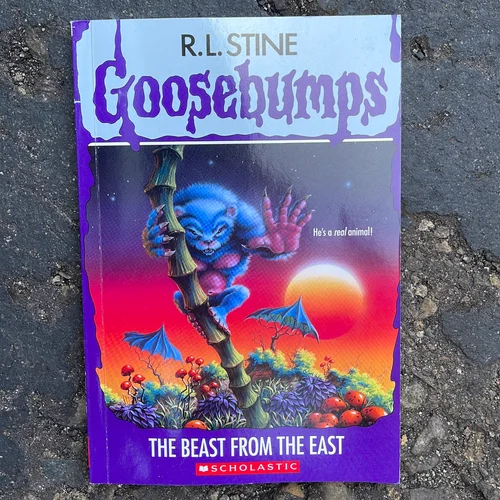 R.L. STINE
Goosebumps
He's a real animal!
THE BEAST FROM THE EAST
SCHOLASTIC